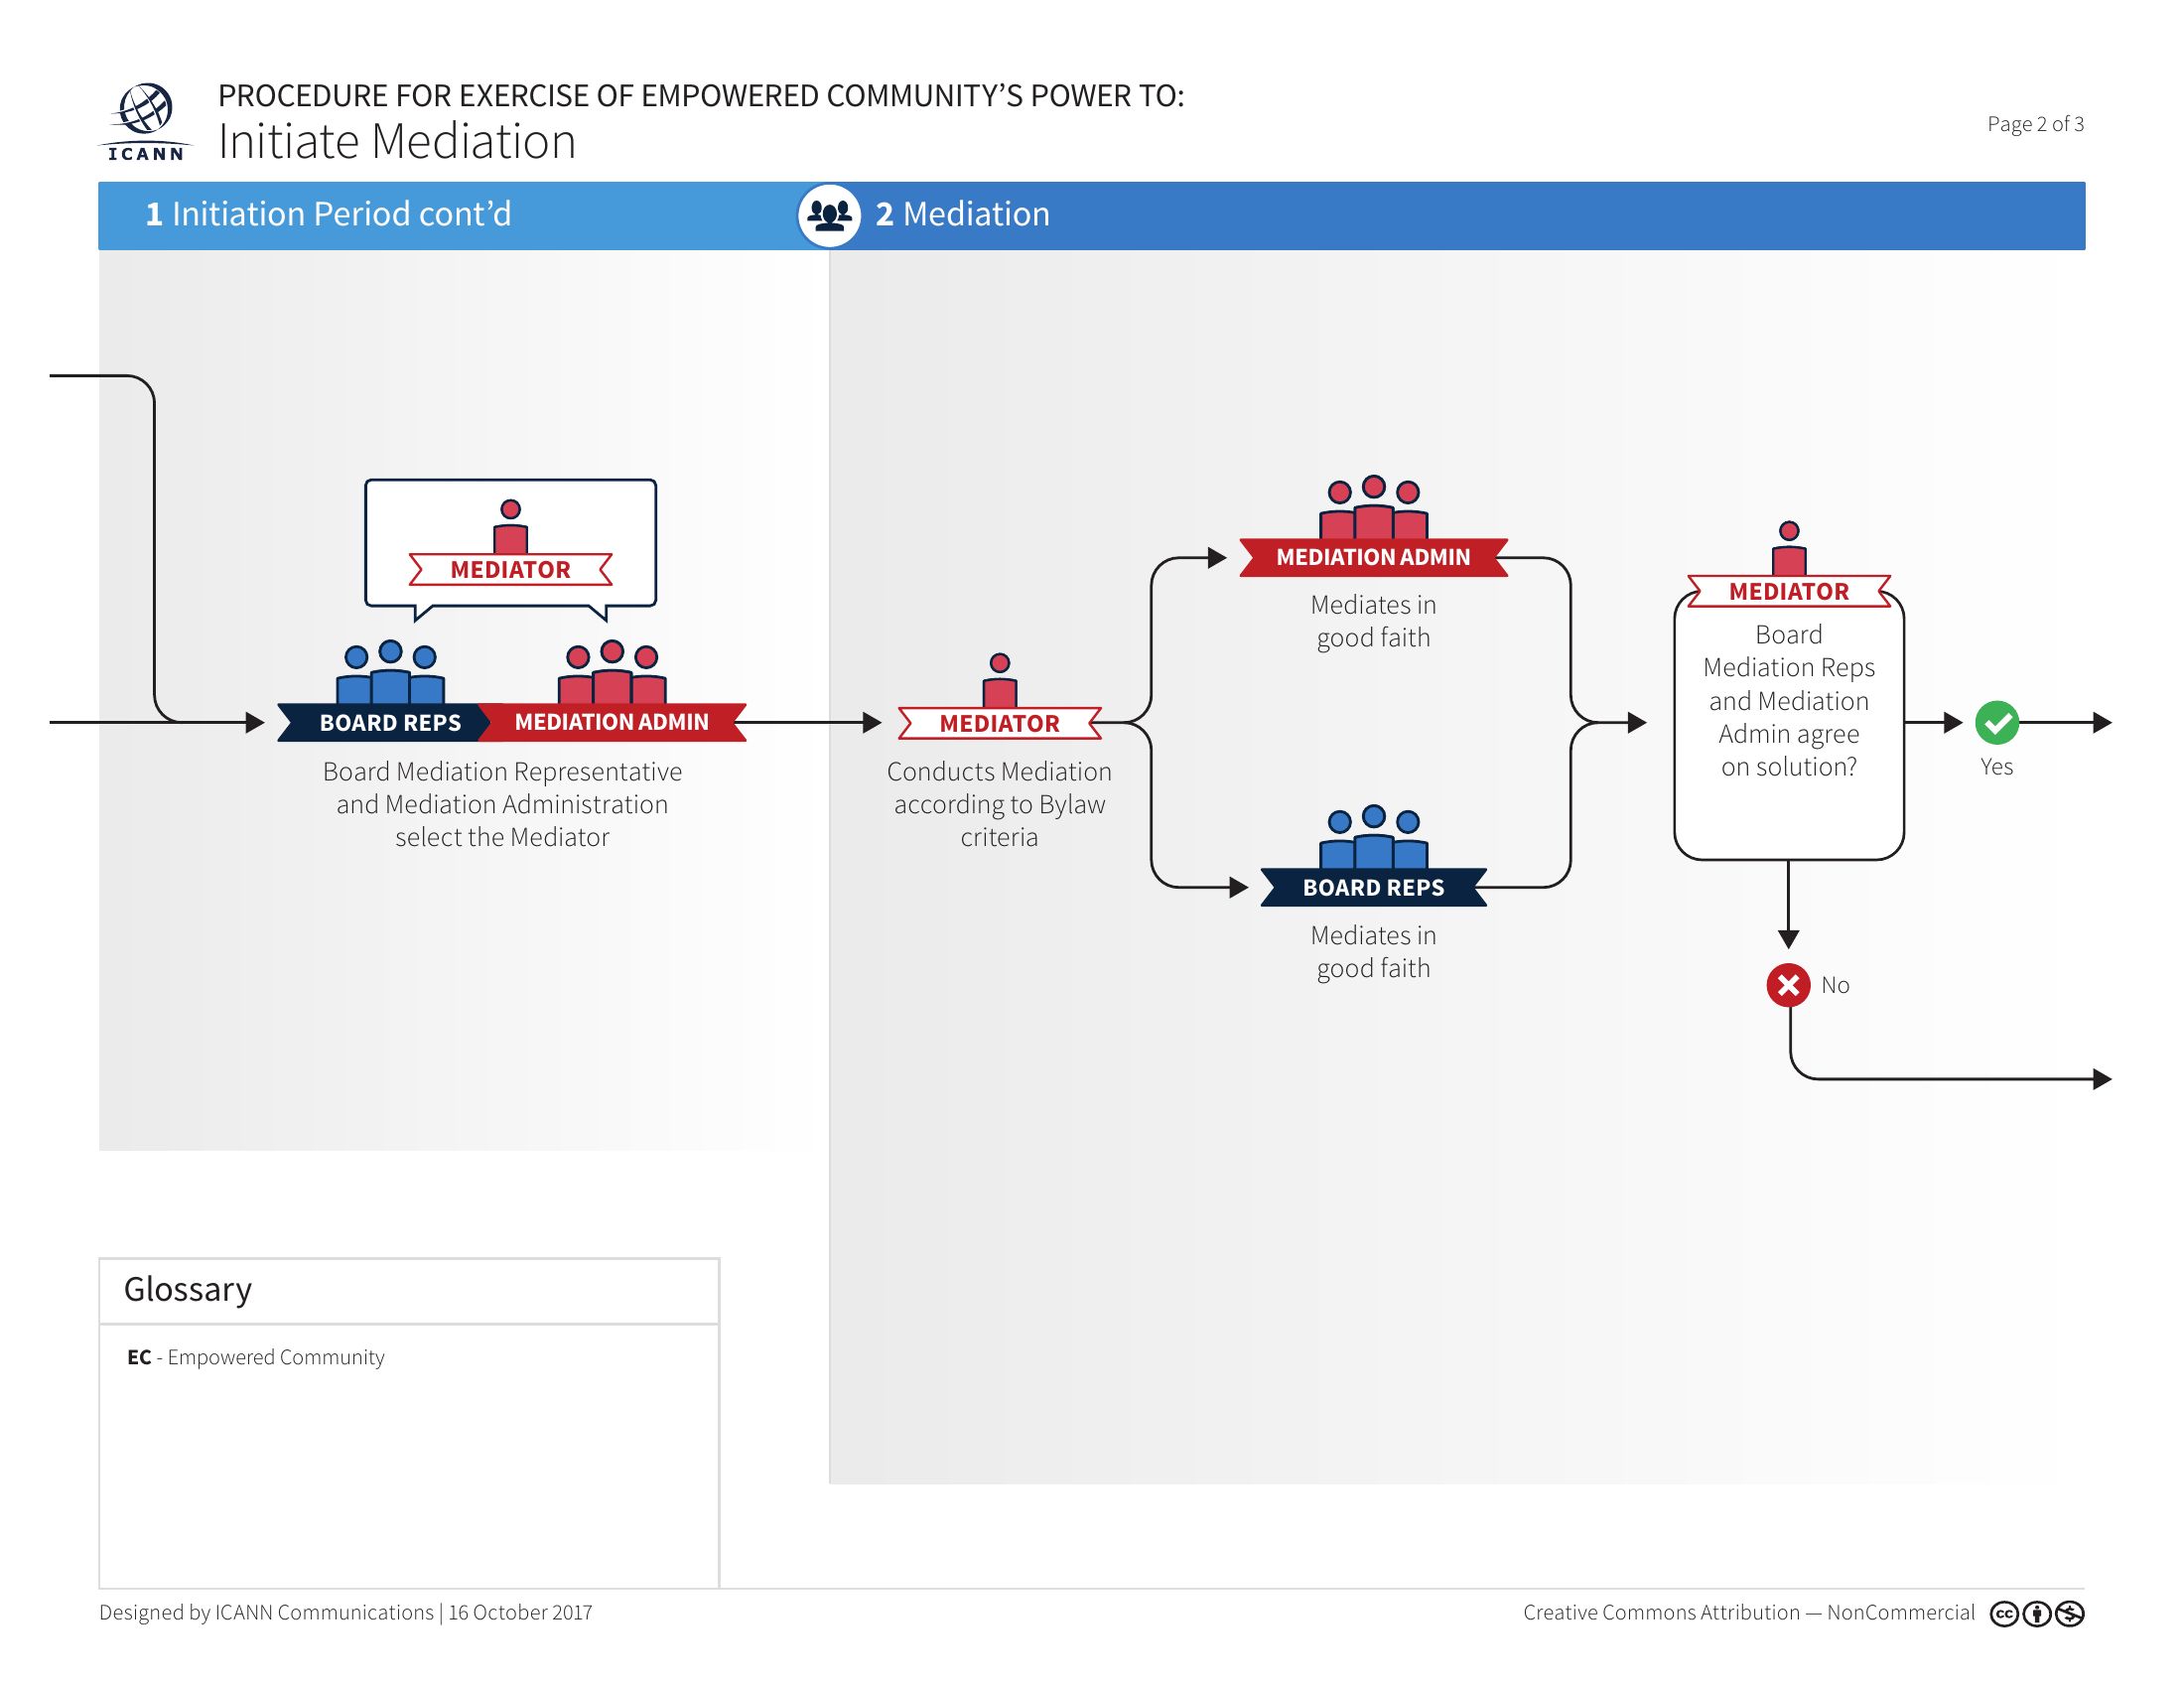 PROCEDURE FOR EXERCISE OF EMPOWERED COMMUNITY’S POWER TO:
Initiate Mediation
ICANN
Page 2 of 3
1 Initiation Period cont’d
2 Mediation
MEDIATOR
BOARD REPS
MEDIATION ADMIN
Board Mediation Representative
and Mediation Administration
select the Mediator
MEDIATOR
Conducts Mediation
according to Bylaw
criteria
MEDIATION ADMIN
Mediates in
good faith
BOARD REPS
Mediates in
good faith
MEDIATOR
Board
Mediation Reps
and Mediation
Admin agree
on solution?
Yes
No
Glossary
EC - Empowered Community
Designed by ICANN Communications | 16 October 2017
Creative Commons Attribution — NonCommercial
cc